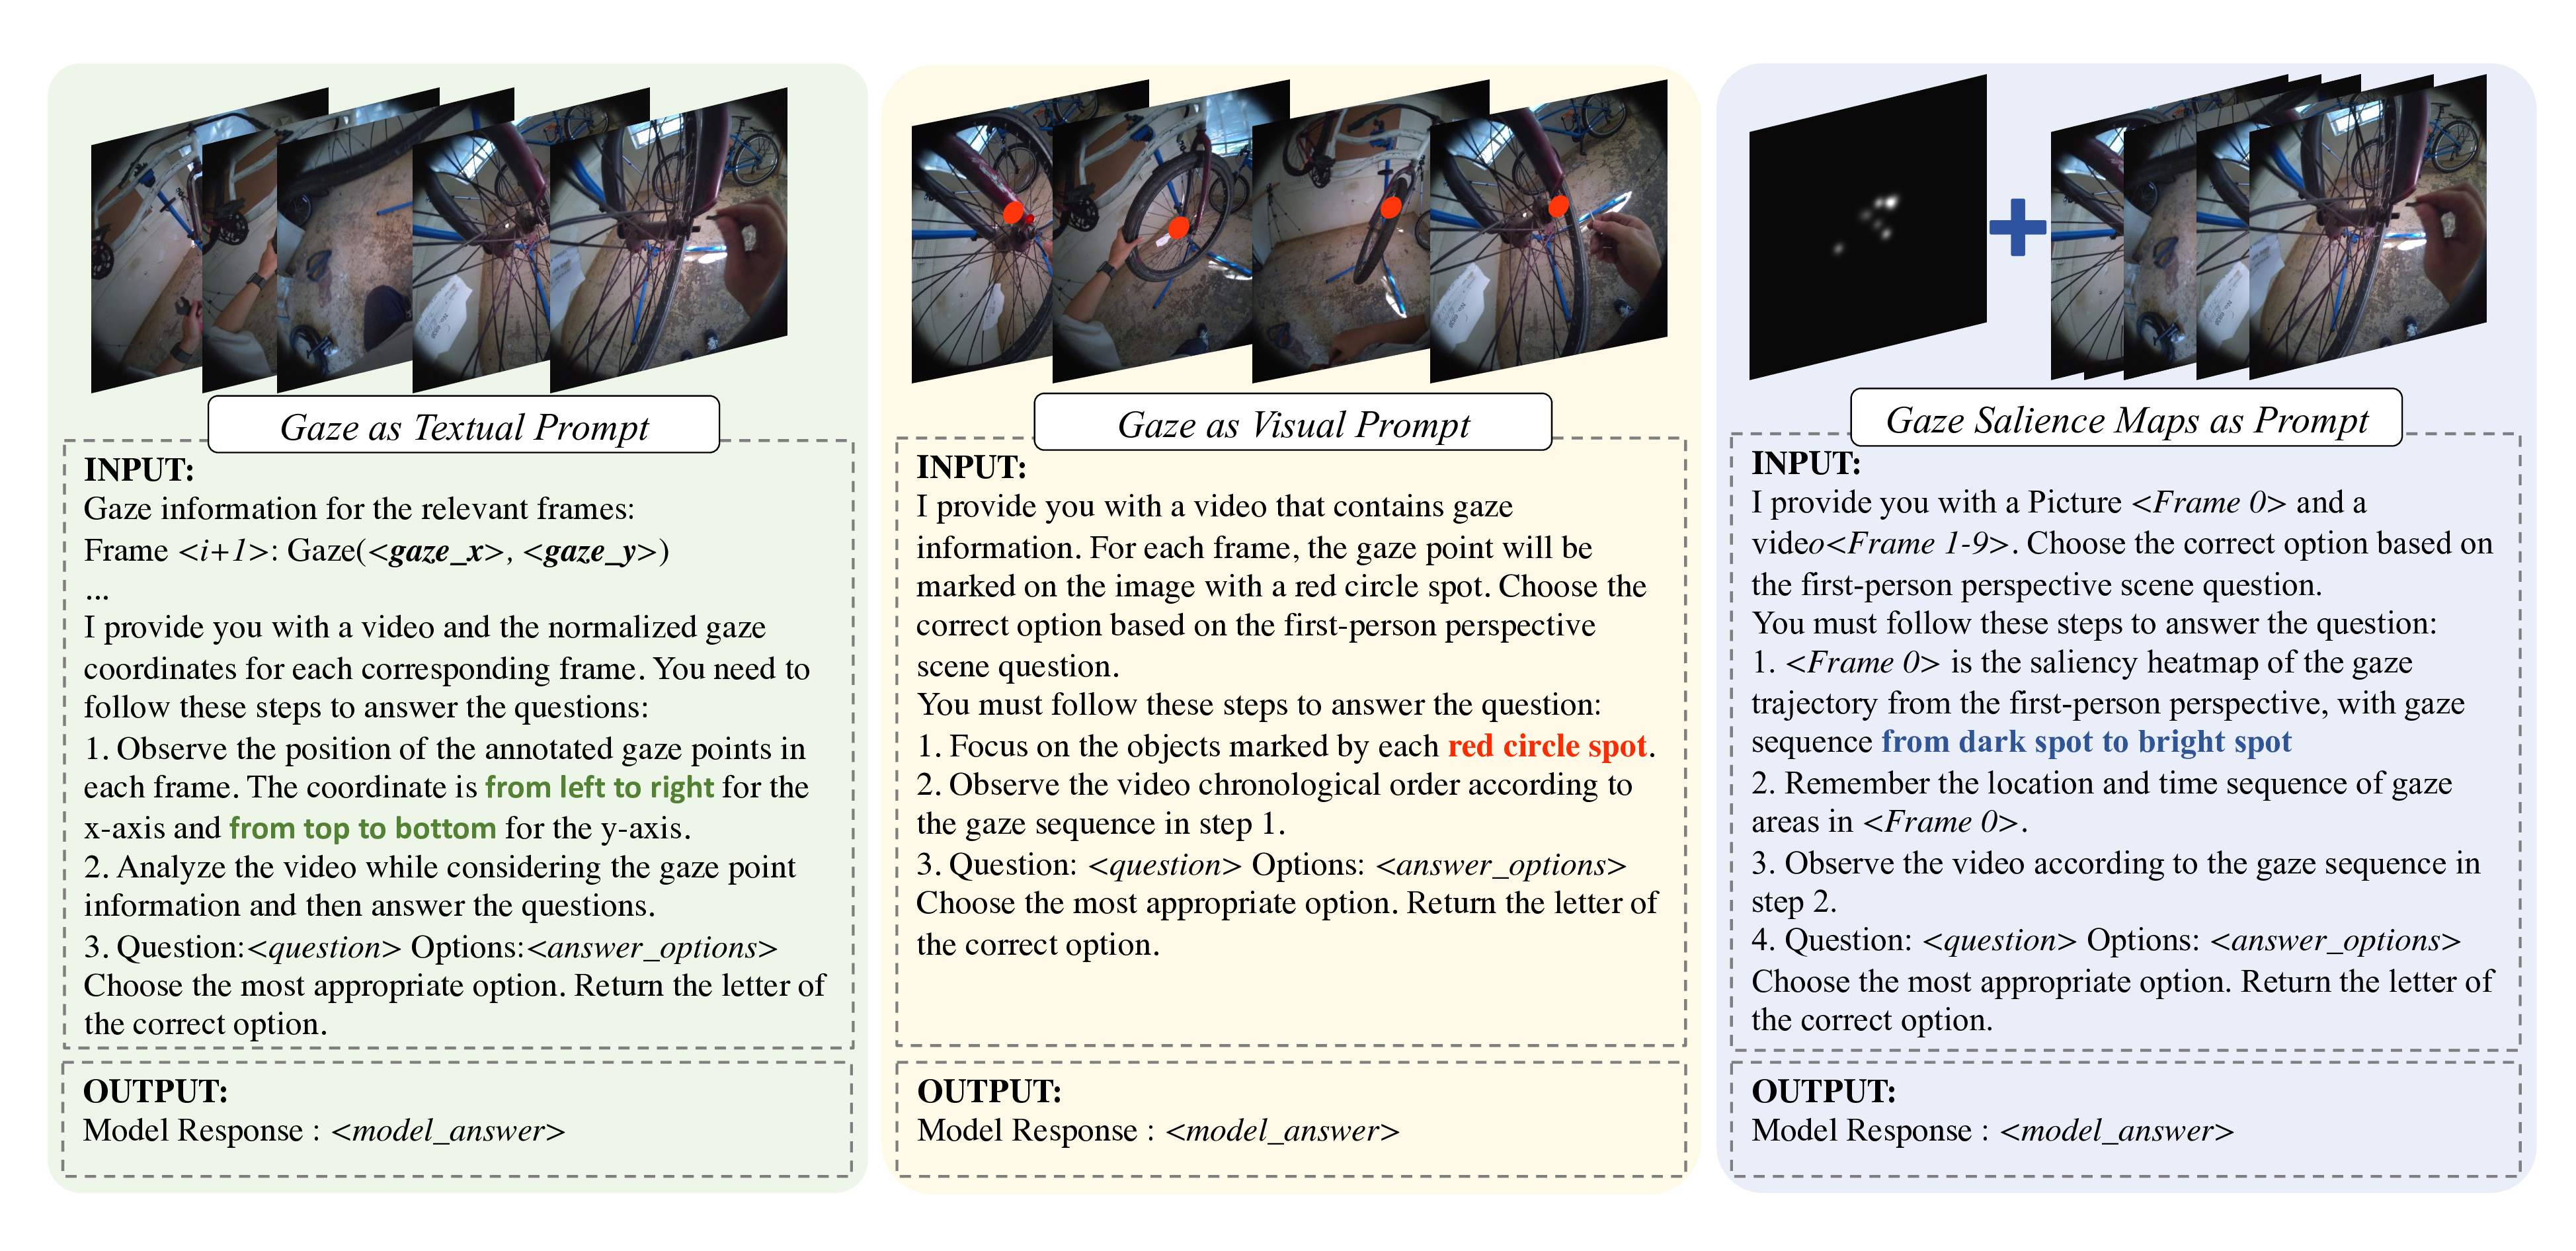 Gaze as Textual Prompt
INPUT:
Gaze information for the relevant frames:
Frame <i+1>: Gaze(<gaze_x>, <gaze_y>)
...
I provide you with a video and the normalized gaze
coordinates for each corresponding frame. You need to
follow these steps to answer the questions:
1. Observe the position of the annotated gaze points in
each frame. The coordinate is from left to right for the
x-axis and from top to bottom for the y-axis.
2. Analyze the video while considering the gaze point
information and then answer the questions.
3. Question:<question> Options:<answer_options>
Choose the most appropriate option. Return the letter of
the correct option.
OUTPUT:
Model Response : <model_answer>
Gaze as Visual Prompt
INPUT:
I provide you with a video that contains gaze
information. For each frame, the gaze point will be
marked on the image with a red circle spot. Choose the
correct option based on the first-person perspective
scene question.
You must follow these steps to answer the question:
1. Focus on the objects marked by each red circle spot.
2. Observe the video chronological order according to
the gaze sequence in step 1.
3. Question: <question> Options: <answer_options>
Choose the most appropriate option. Return the letter of
the correct option.
OUTPUT:
Model Response : <model_answer>
Gaze Salience Maps as Prompt
INPUT:
I provide you with a Picture <Frame 0> and a
video<Frame 1-9>. Choose the correct option based on
the first-person perspective scene question.
You must follow these steps to answer the question:
1. <Frame 0> is the saliency heatmap of the gaze
trajectory from the first-person perspective, with gaze
sequence from dark spot to bright spot
2. Remember the location and time sequence of gaze
areas in <Frame 0>.
3. Observe the video according to the gaze sequence in
step 2.
4. Question: <question> Options: <answer_options>
Choose the most appropriate option. Return the letter of
the correct option.
OUTPUT:
Model Response : <model_answer>